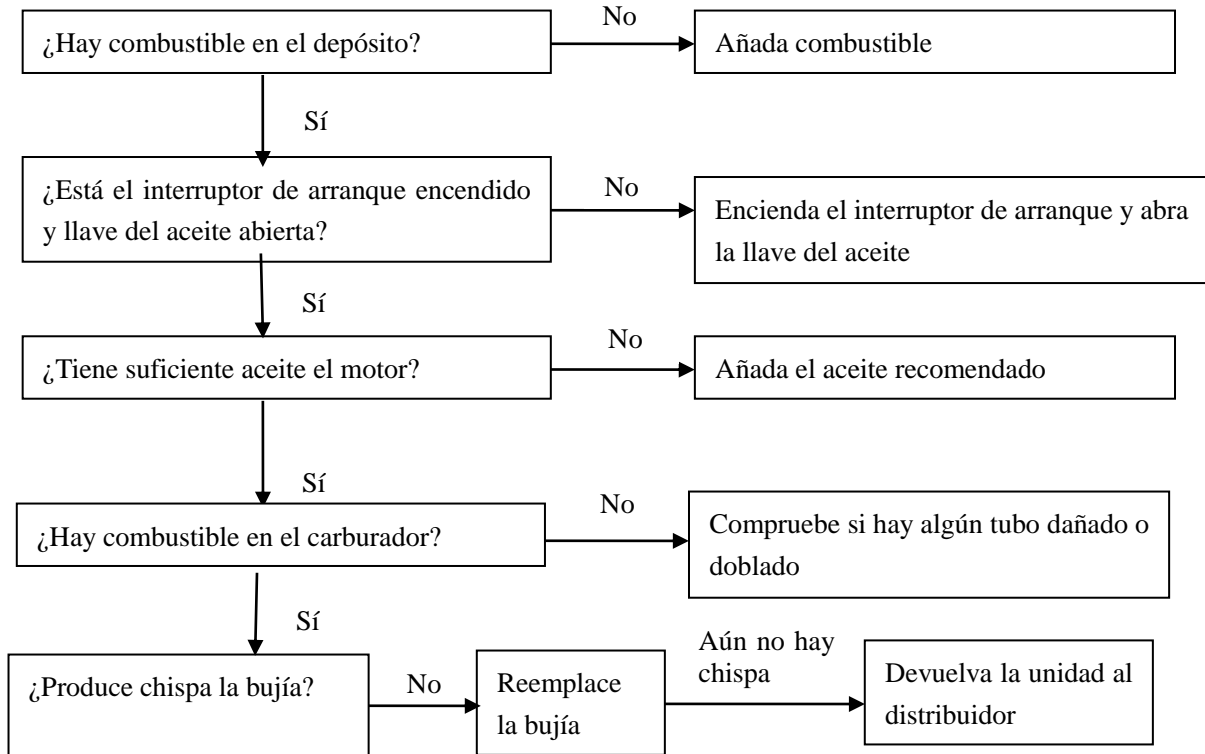 No
¿Hay combustible en el depósito?
Añada combustible
Sí
¿Está el interruptor de arranque encendido
y llave del aceite abierta?
No
Encienda el interruptor de arranque y abra
la llave del aceite
Sí
¿Tiene suficiente aceite el motor?
No
Añada el aceite recomendado
Sí
¿Hay combustible en el carburador?
No
Compruebe si hay algún tubo dañado o
doblado
Sí
¿Produce chispa la bujía?
No
Reemplace
la bujía
Aún no hay
chispa
Devuelva la unidad al
distribuidor